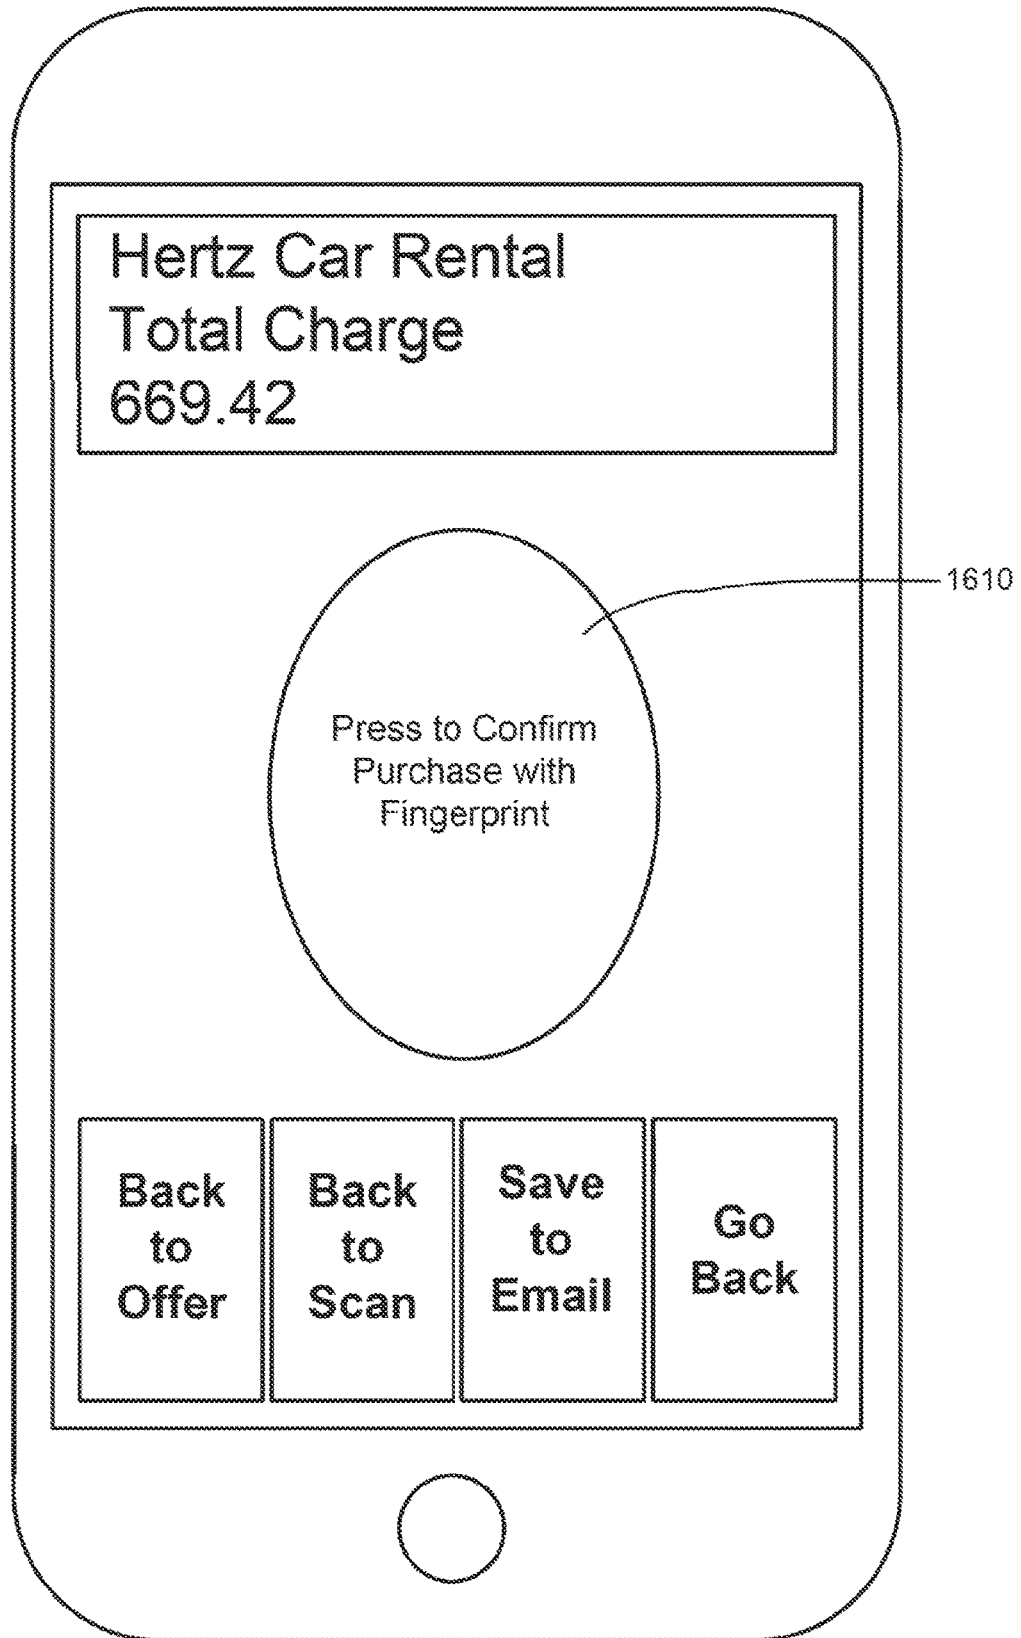 Hertz Car Rental
Total Charge
669.42
1610
Press to Confirm
Purchase with
Fingerprint
Back
to
Offer
Back
to
Scan
Save
to
Email
Go
Back